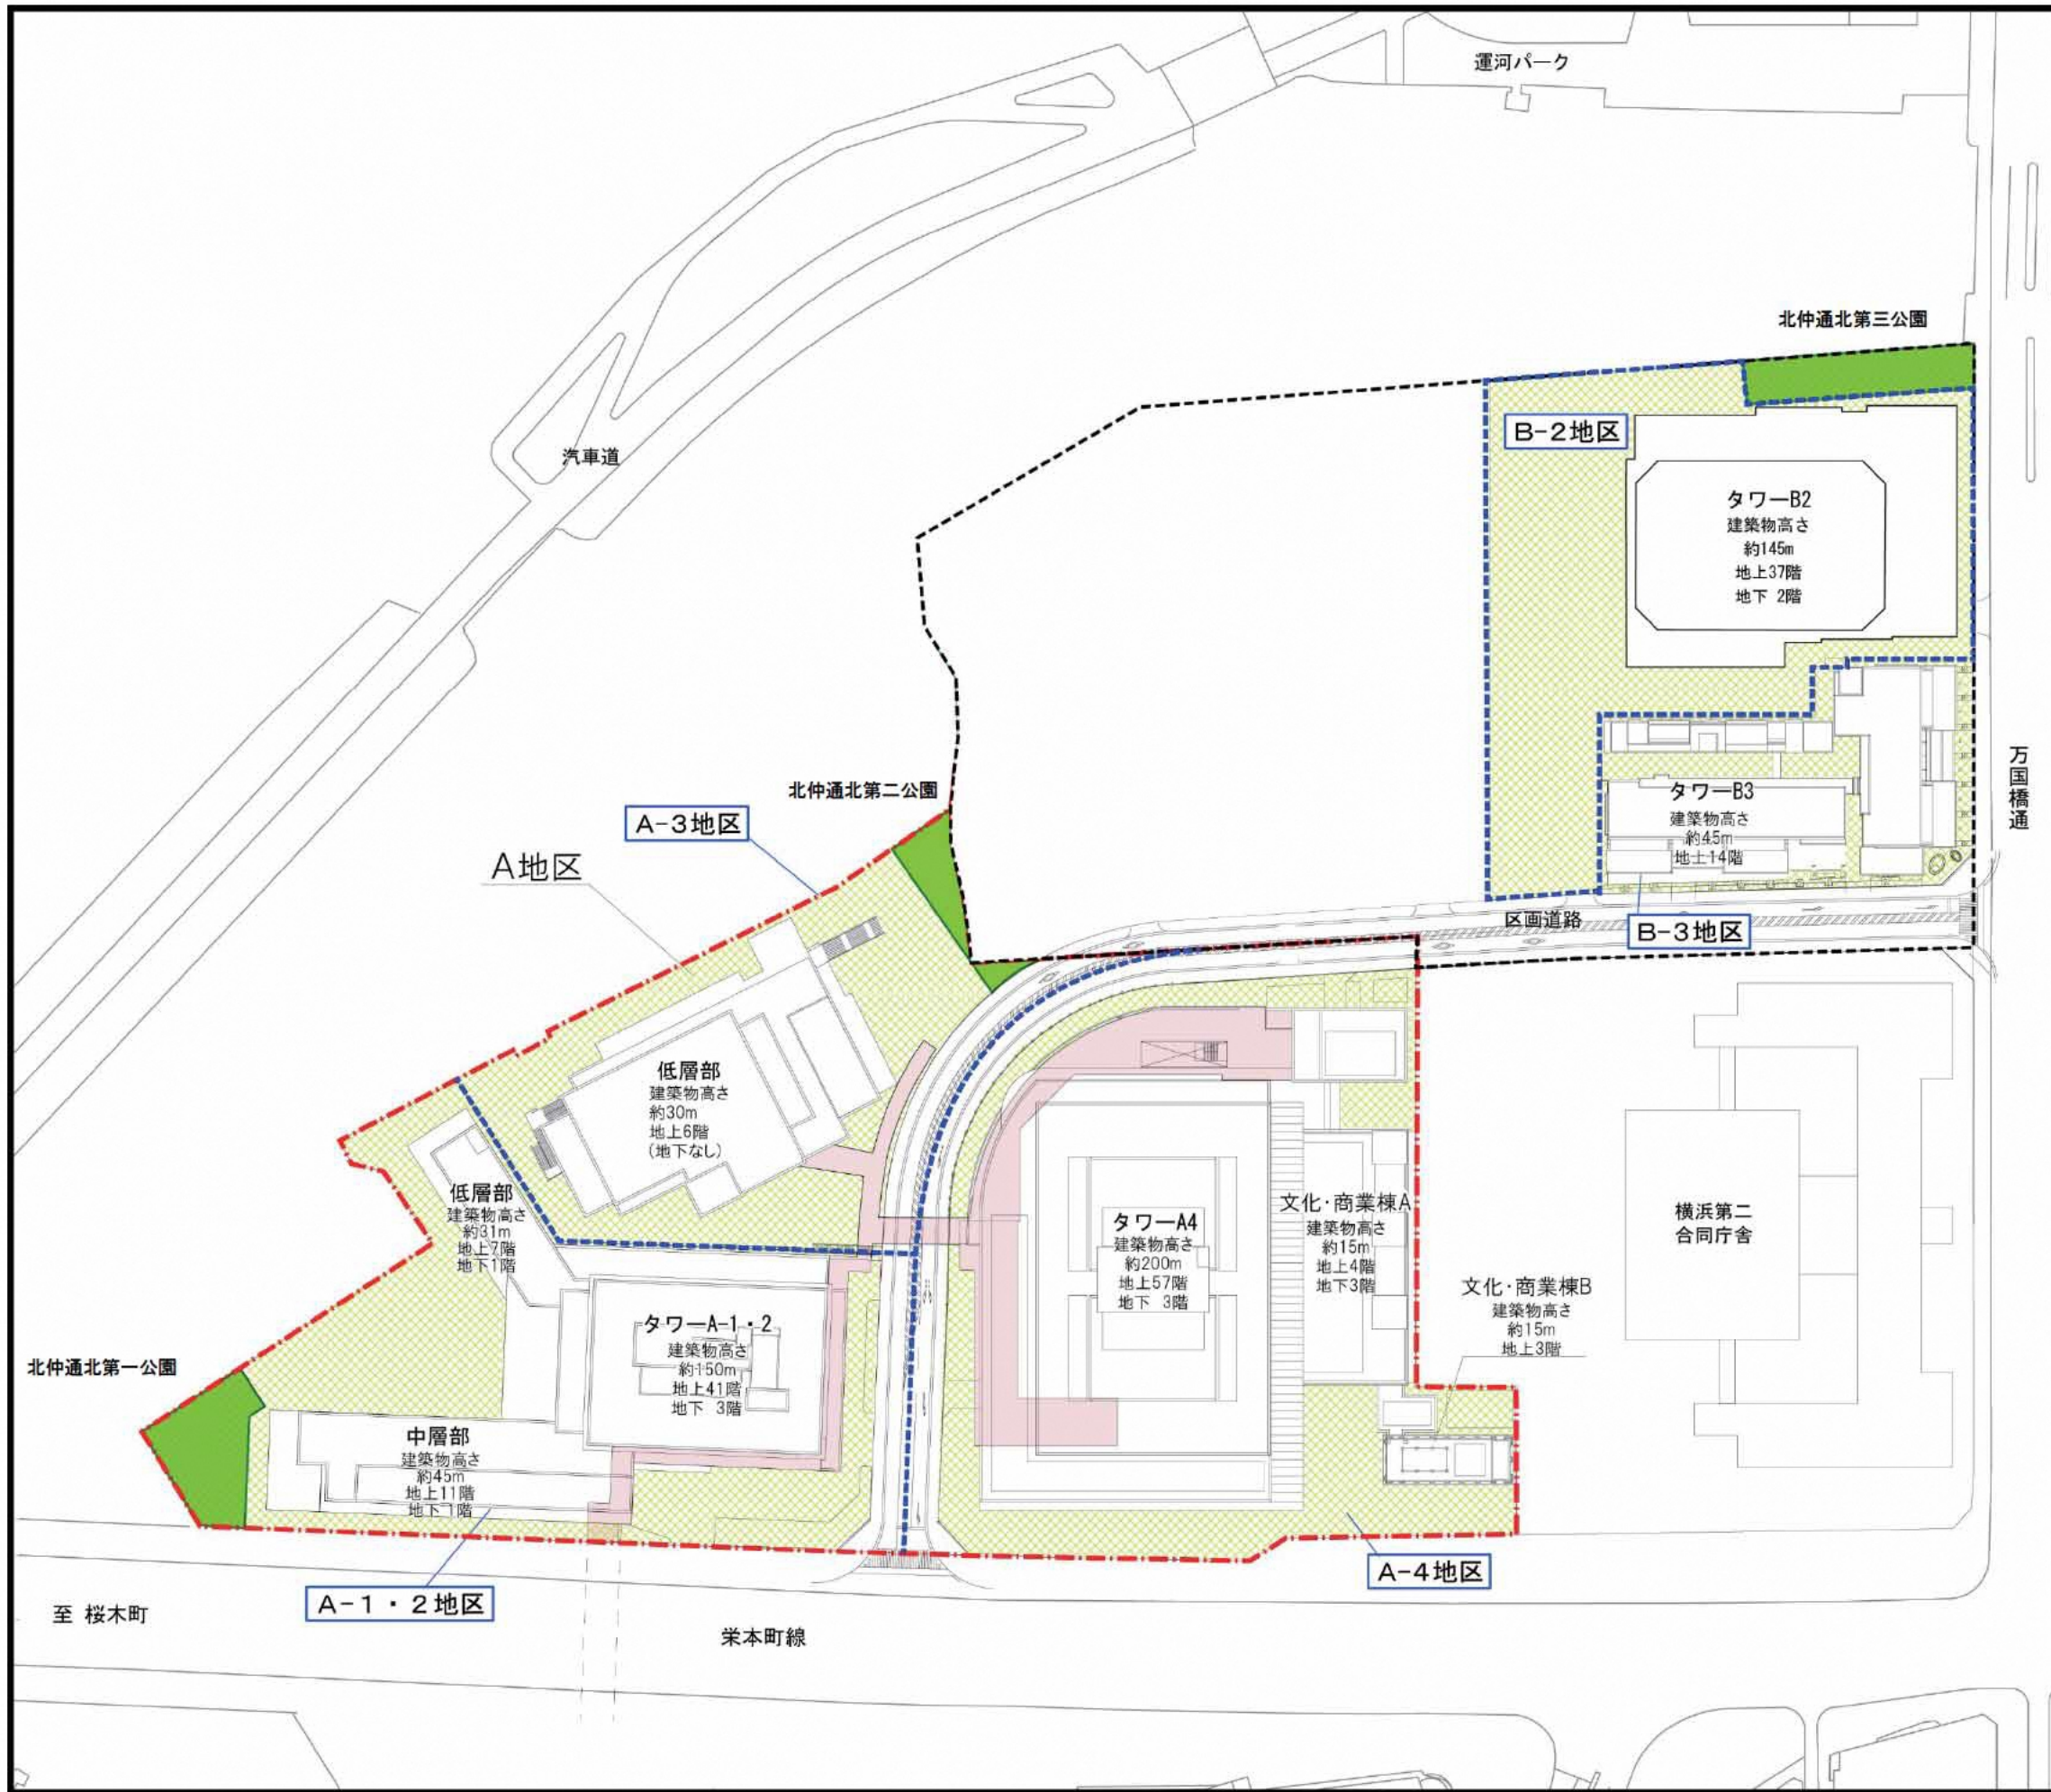 運河パーク
北仲通北第三公園
汽車道
B-2地区
タワーB2
建築物高さ
約145m
地上37階
地下 2階
万国橋通
北仲通北第二公園
A-3地区
A地区
タワーB3
建築物高さ
約45m
地上14階
区画道路
B-3地区
低層部
建築物高さ
約30m
地上6階
(地下なし)
低層部
建築物高さ
約31m
地上7階
地下1階
タワーA4
建築物高さ
約200m
地上57階
地下 3階
文化・商業棟A
建築物高さ
約15m
地上4階
地下3階
横浜第二
合同庁舎
文化・商業棟B
建築物高さ
約15m
地上3階
タワーA-1・2
建築物高さ
約150m
地上41階
地下 3階
北仲通北第一公園
中層部
建築物高さ
約45m
地上11階
地下1階
A-4地区
A-1・2地区
至 桜木町
栄本町線